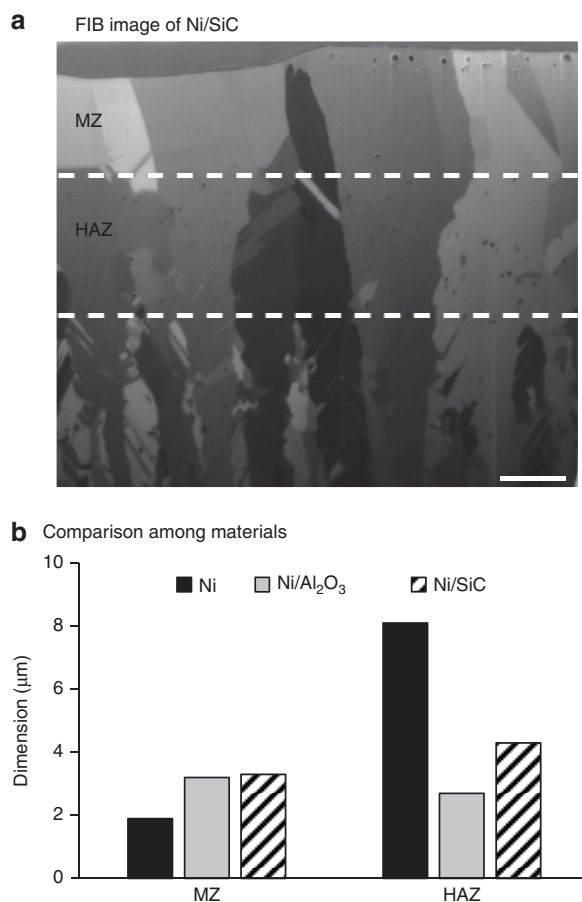 a FIB image of Ni/SiC
MZ
HAZ
b Comparison among materials
10
Ni Ni/Al₂O₃ Ni/SiC
8
6
4
2
0
Dimension (μm)
MZ HAZ